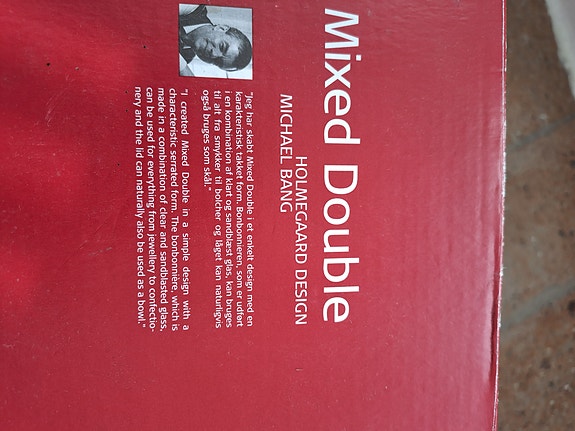 Mixed Double
HOLMEGAARD DESIGN
MICHAEL BANG
"Jeg har skabt Mixed Double i et enkelt design med en
karakteristisk takket form. Bonbonnieren, som er udført
i en kombination af klart og sandblæst glas, kan bruges
til alt fra smykker til bolcher og låget kan naturligvis
også bruges som skål."
"I created Mixed Double in a simple design with a
characteristic serrated form. The bonbonnière, which is
made in a combination of clear and sandblasted glass,
can be used for everything from jewellery to confectio-
nery and the lid can naturally also be used as a bowl."